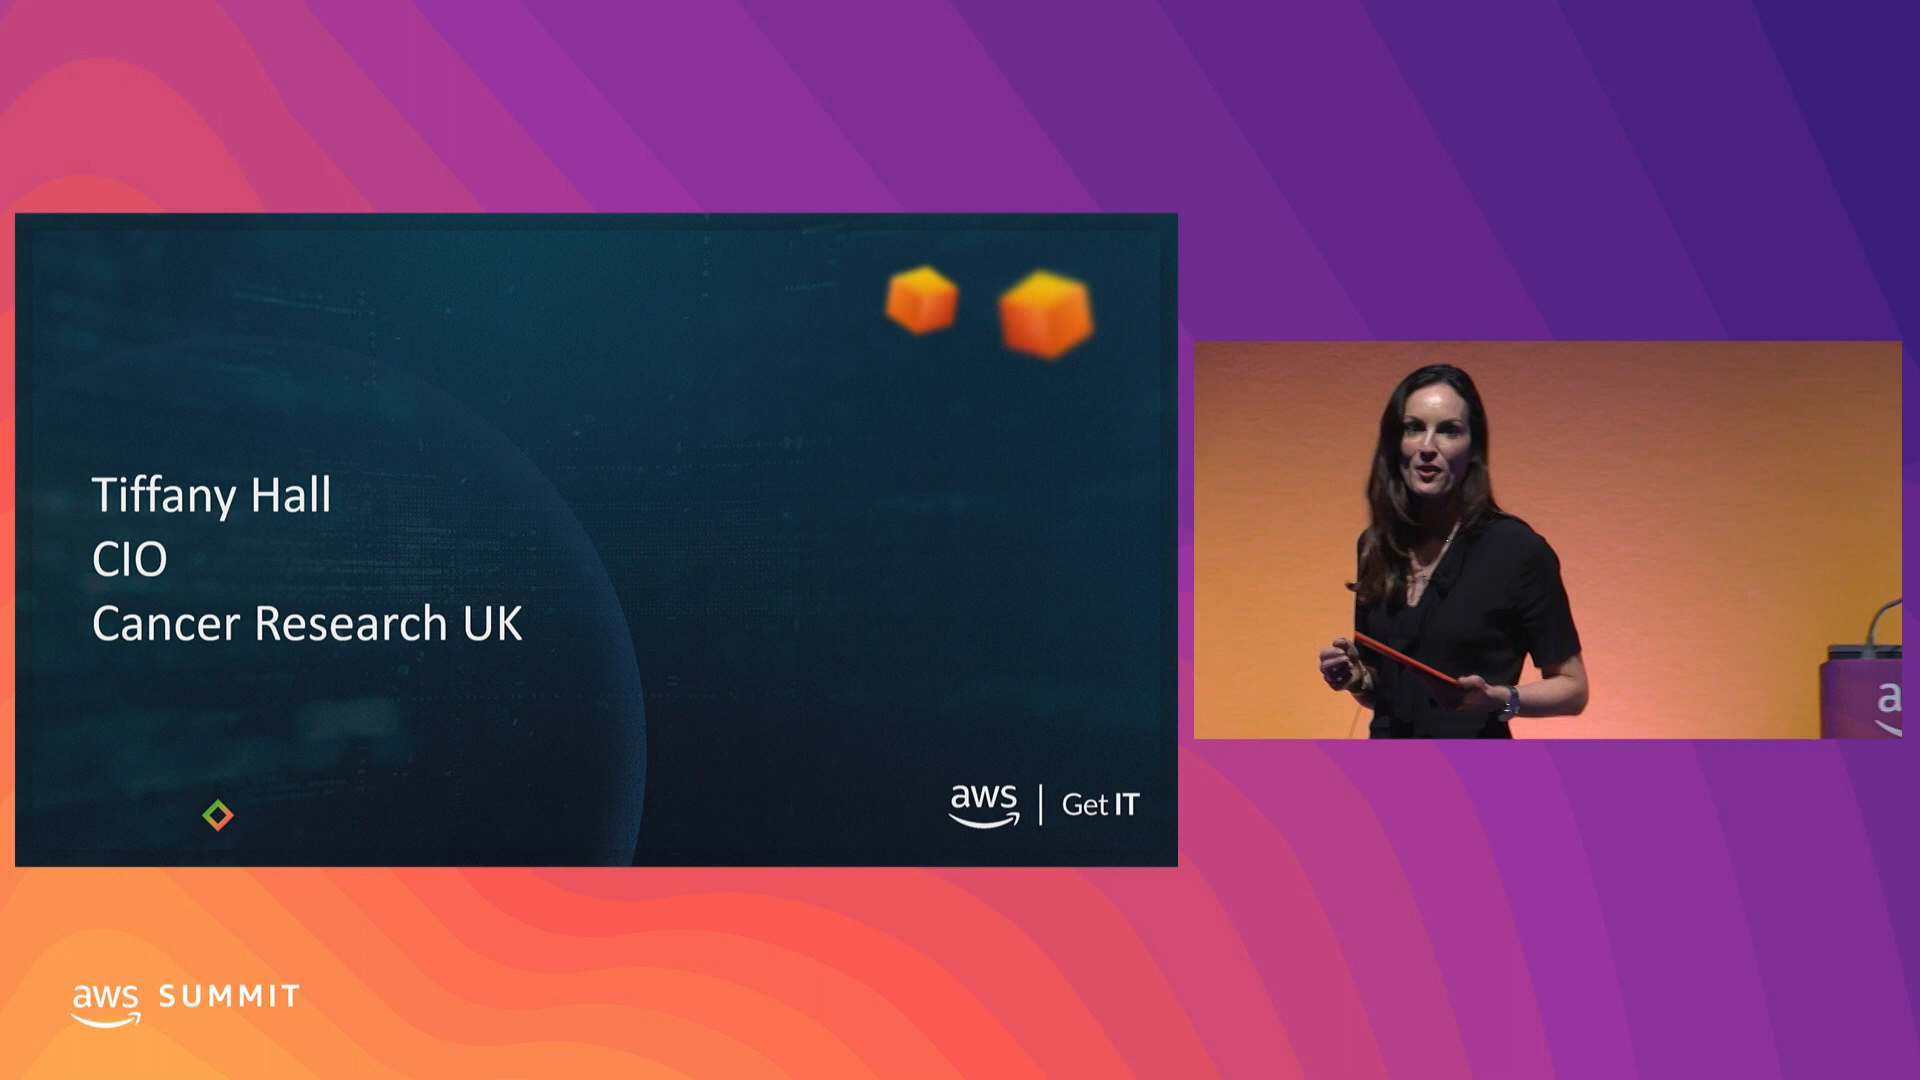 Tiffany Hall
CIO
Cancer Research UK
aws | Get IT
a
aws SUMMIT